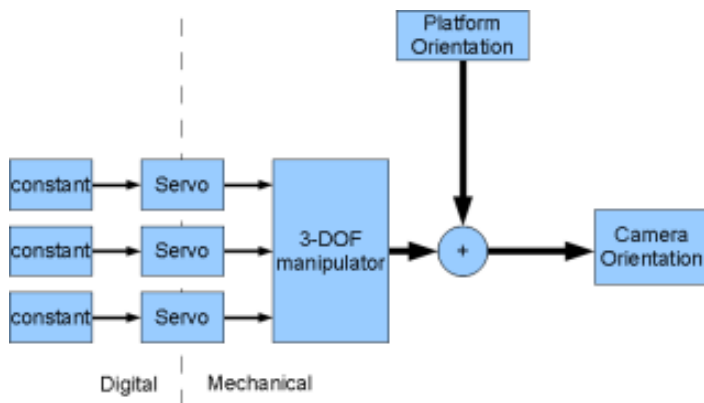 Platform
Orientation
constant
Servo
constant
Servo
3-DOF
manipulator
+
Camera
Orientation
constant
Servo
Digital
Mechanical